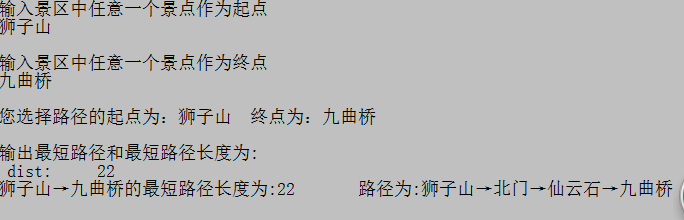 输入景区中任意一个景点作为起点
狮子山
输入景区中任意一个景点作为终点
九曲桥
您选择路径的起点为：狮子山 终点为：九曲桥
输出最短路径和最短路径长度为:
dist: 22
狮子山→九曲桥的最短路径长度为:22 路径为:狮子山→北门→仙云石→九曲桥